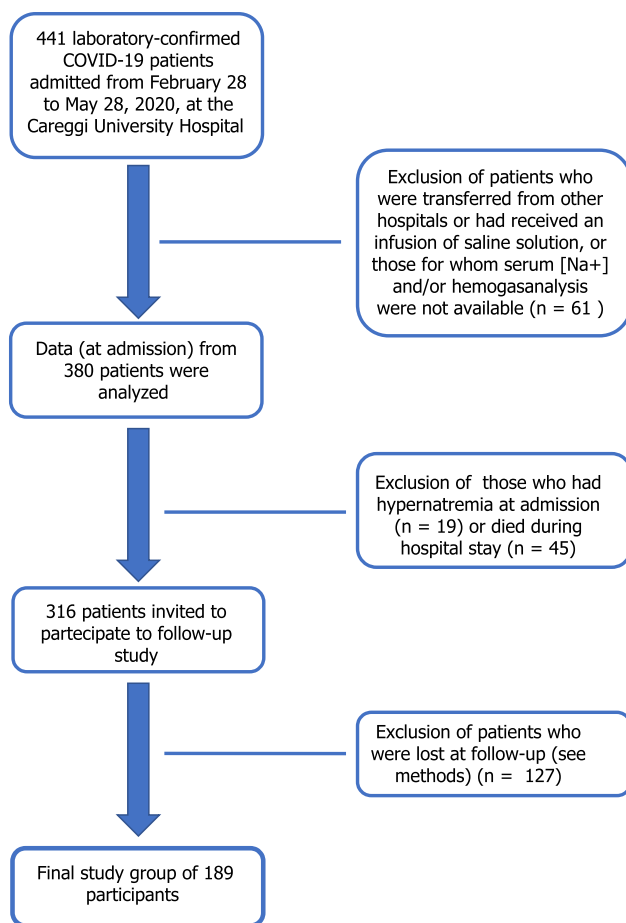 441 laboratory-confirmed
COVID-19 patients
admitted from February 28
to May 28, 2020, at the
Careggi University Hospital
Exclusion of patients who
were transferred from other
hospitals or had received an
infusion of saline solution, or
those for whom serum [Na+]
and/or hemogasanalysis
were not available (n = 61 )
Data (at admission) from
380 patients were
analyzed
Exclusion of  those who had
hypernatremia at admission
(n = 19) or died during
hospital stay (n = 45)
316 patients invited to
partecipate to follow-up
study
Exclusion of patients who
were lost at follow-up (see
methods) (n =  127)
Final study group of 189
participants